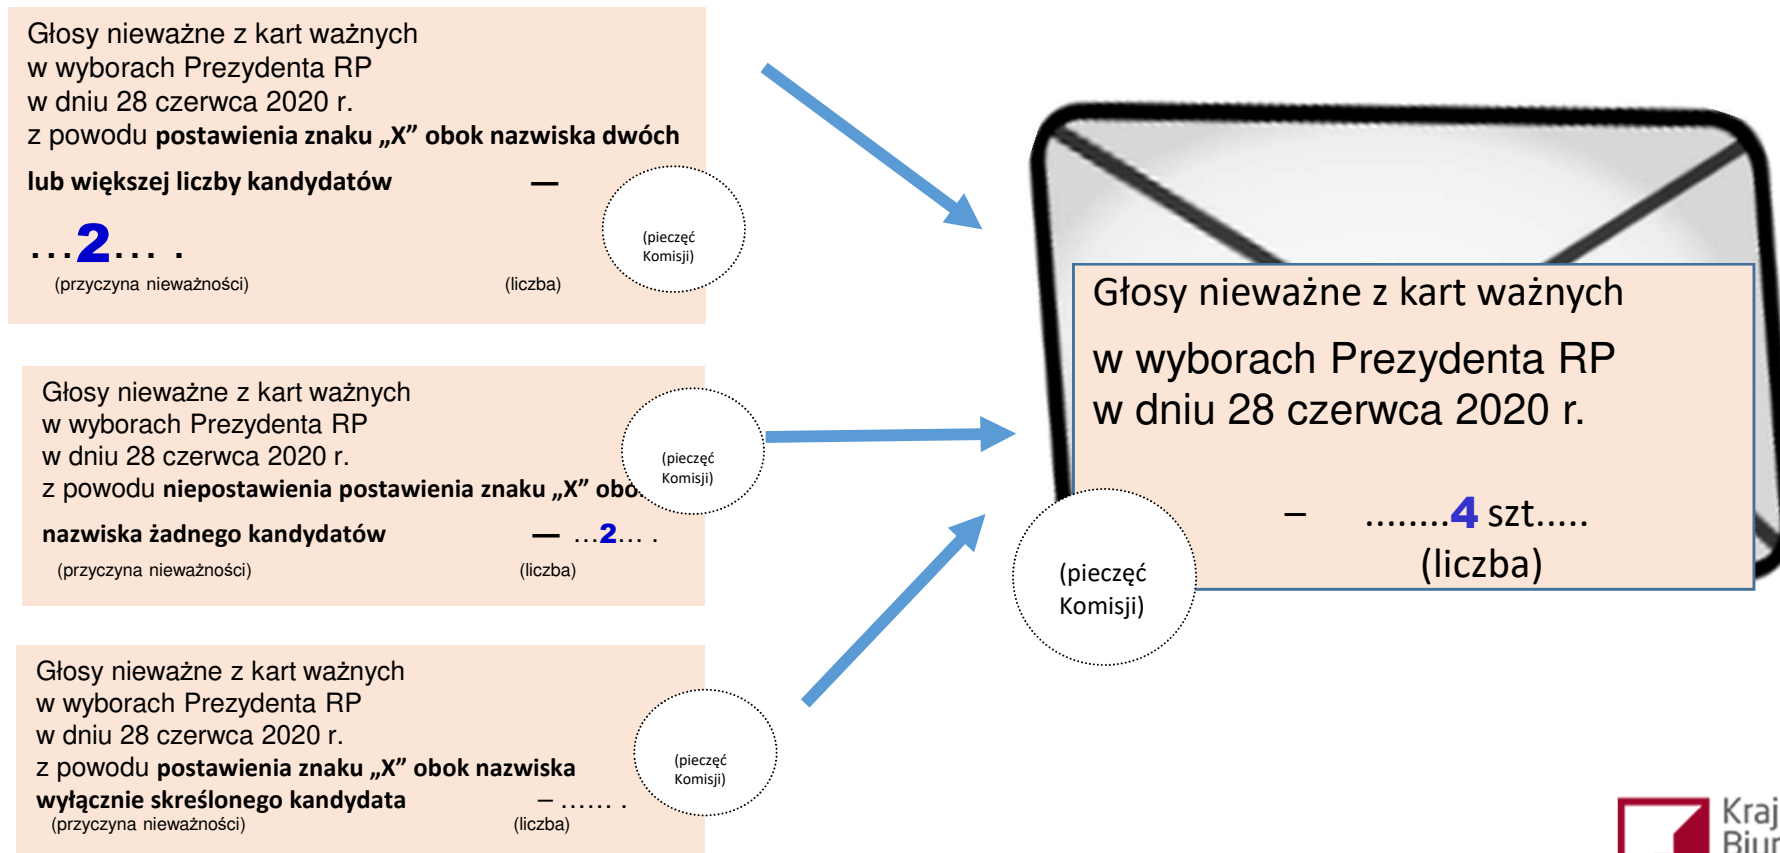 Głosy nieważne z kart ważnych
w wyborach Prezydenta RP
w dniu 28 czerwca 2020 r.
z powodu postawienia znaku „X” obok nazwiska dwóch
lub większej liczby kandydatów —
...2... .
(przyczyna nieważności) (liczba)
(pieczęć
Komisji)
Głosy nieważne z kart ważnych
w wyborach Prezydenta RP
w dniu 28 czerwca 2020 r.
z powodu niepostawienia postawienia znaku „X”
nazwiska żadnego kandydatów — ...2... .
(przyczyna nieważności) (liczba)
(pieczęć
Komisji)
Głosy nieważne z kart ważnych
w wyborach Prezydenta RP
w dniu 28 czerwca 2020 r.
z powodu postawienia znaku „X” obok nazwiska
wyłącznie skreślonego kandydata – ...... .
(przyczyna nieważności) (liczba)
(pieczęć
Komisji)
Głosy nieważne z kart ważnych
w wyborach Prezydenta RP
w dniu 28 czerwca 2020 r.
– ........4 szt.....
(liczba)
(pieczęć
Komisji)
Kraj